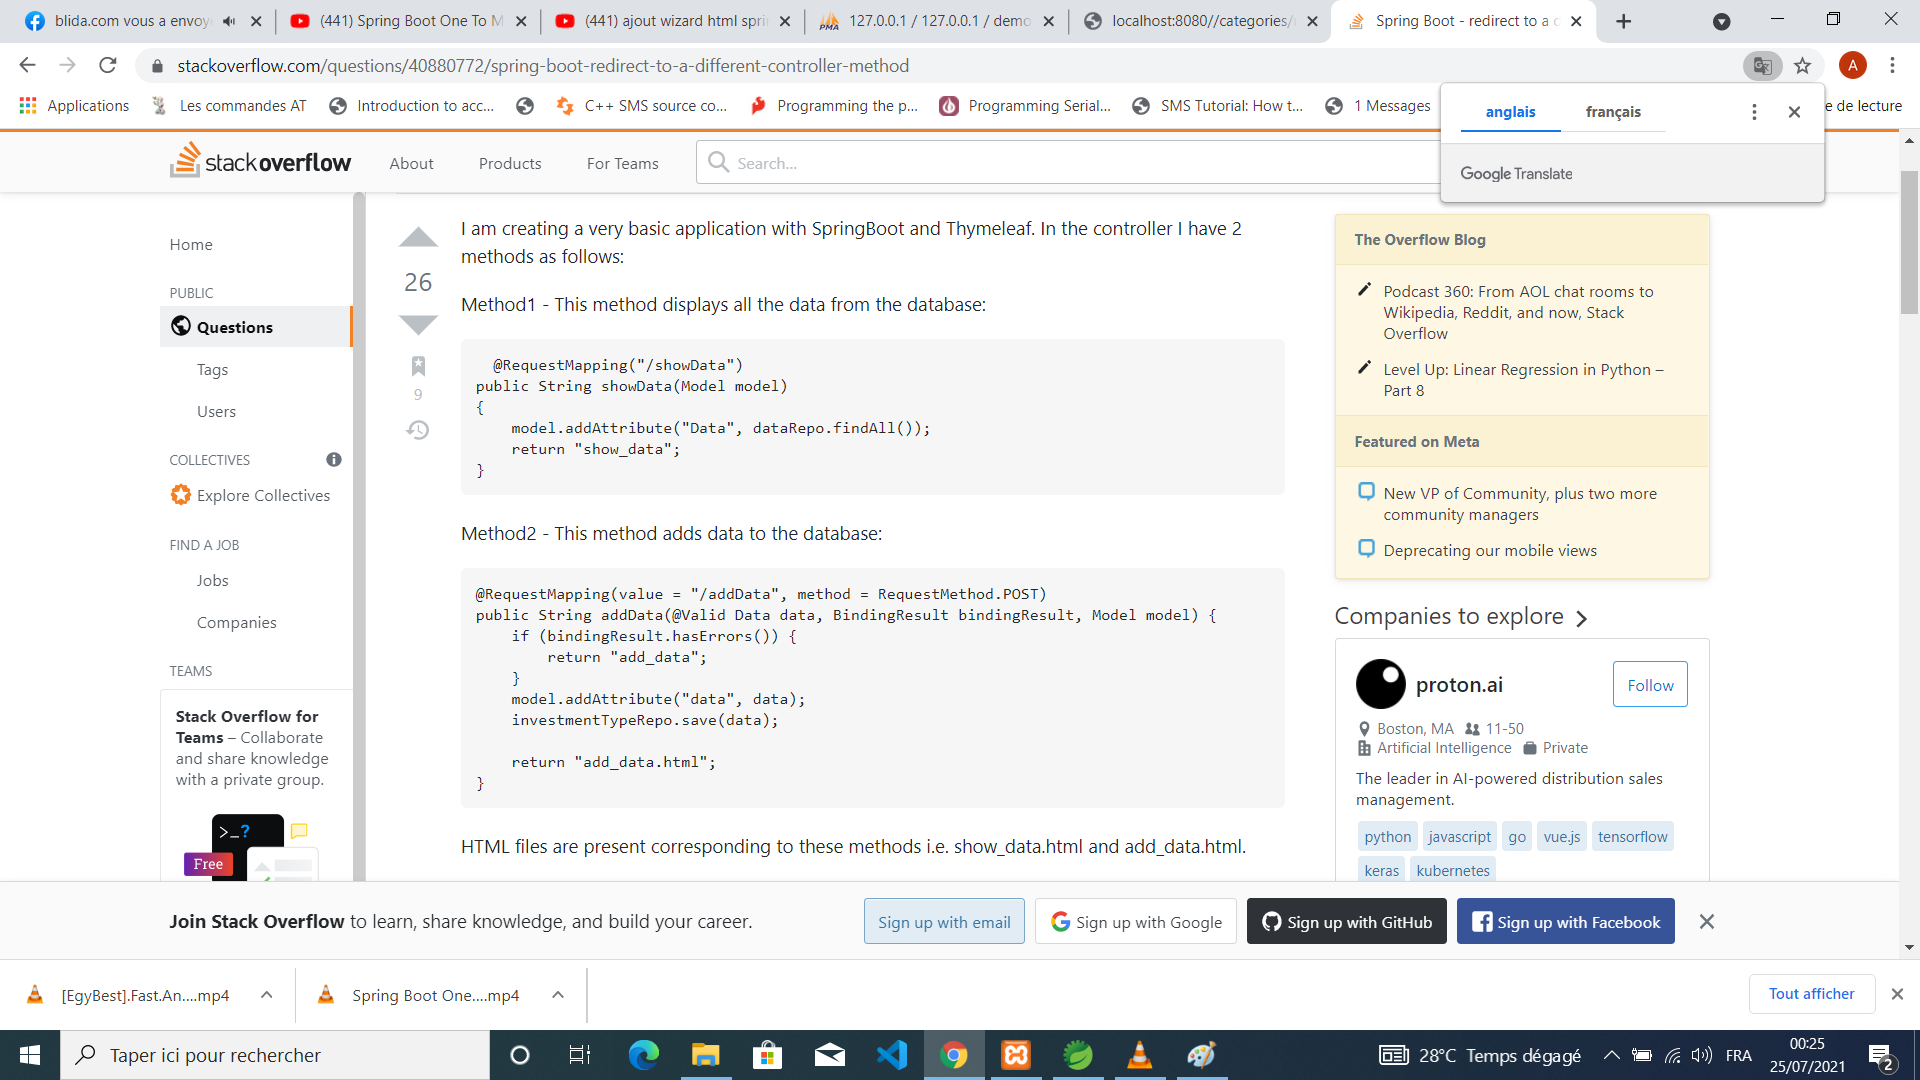 blida.com vous a envoyé
(441) Spring Boot One To M
(441) ajout wizard html spri
127.0.0.1 / 127.0.0.1 / demo
localhost:8080//categories/
Spring Boot - redirect to a d
stackoverflow.com/questions/40880772/spring-boot-redirect-to-a-different-controller-method
A
Applications
Les commandes AT
Introduction to acc...
C++ SMS source co...
Programming the p...
Programming Serial...
SMS Tutorial: How t...
1 Messages
e de lecture
anglais
français
Google Translate
stackoverflow
About
Products
For Teams
Search...
Home
PUBLIC
Questions
Tags
Users
COLLECTIVES
Explore Collectives
FIND A JOB
Jobs
Companies
TEAMS
Stack Overflow for
Teams – Collaborate
and share knowledge
with a private group.
>_?
Free
26
9
I am creating a very basic application with SpringBoot and Thymeleaf. In the controller I have 2
methods as follows:
Method1 - This method displays all the data from the database:
@RequestMapping("/showData")
public String showData(Model model)
{
model.addAttribute("Data", dataRepo.findAll());
return "show_data";
}
Method2 - This method adds data to the database:
@RequestMapping(value = "/addData", method = RequestMethod.POST)
public String addData(@Valid Data data, BindingResult bindingResult, Model model) {
if (bindingResult.hasErrors()) {
return "add_data";
}
model.addAttribute("data", data);
investmentTypeRepo.save(data);
return "add_data.html";
}
HTML files are present corresponding to these methods i.e. show_data.html and add_data.html.
The Overflow Blog
Podcast 360: From AOL chat rooms to
Wikipedia, Reddit, and now, Stack
Overflow
Level Up: Linear Regression in Python –
Part 8
Featured on Meta
New VP of Community, plus two more
community managers
Deprecating our mobile views
Companies to explore
proton.ai
Follow
Boston, MA 11-50
Artificial Intelligence Private
The leader in AI-powered distribution sales
management.
python javascript go vue.js tensorflow
keras kubernetes
Join Stack Overflow to learn, share knowledge, and build your career.
Sign up with email
Sign up with Google
Sign up with GitHub
Sign up with Facebook
[EgyBest].Fast.An....mp4
Spring Boot One....mp4
Tout afficher
Taper ici pour rechercher
28°C Temps dégagé
FRA
00:25
25/07/2021
2